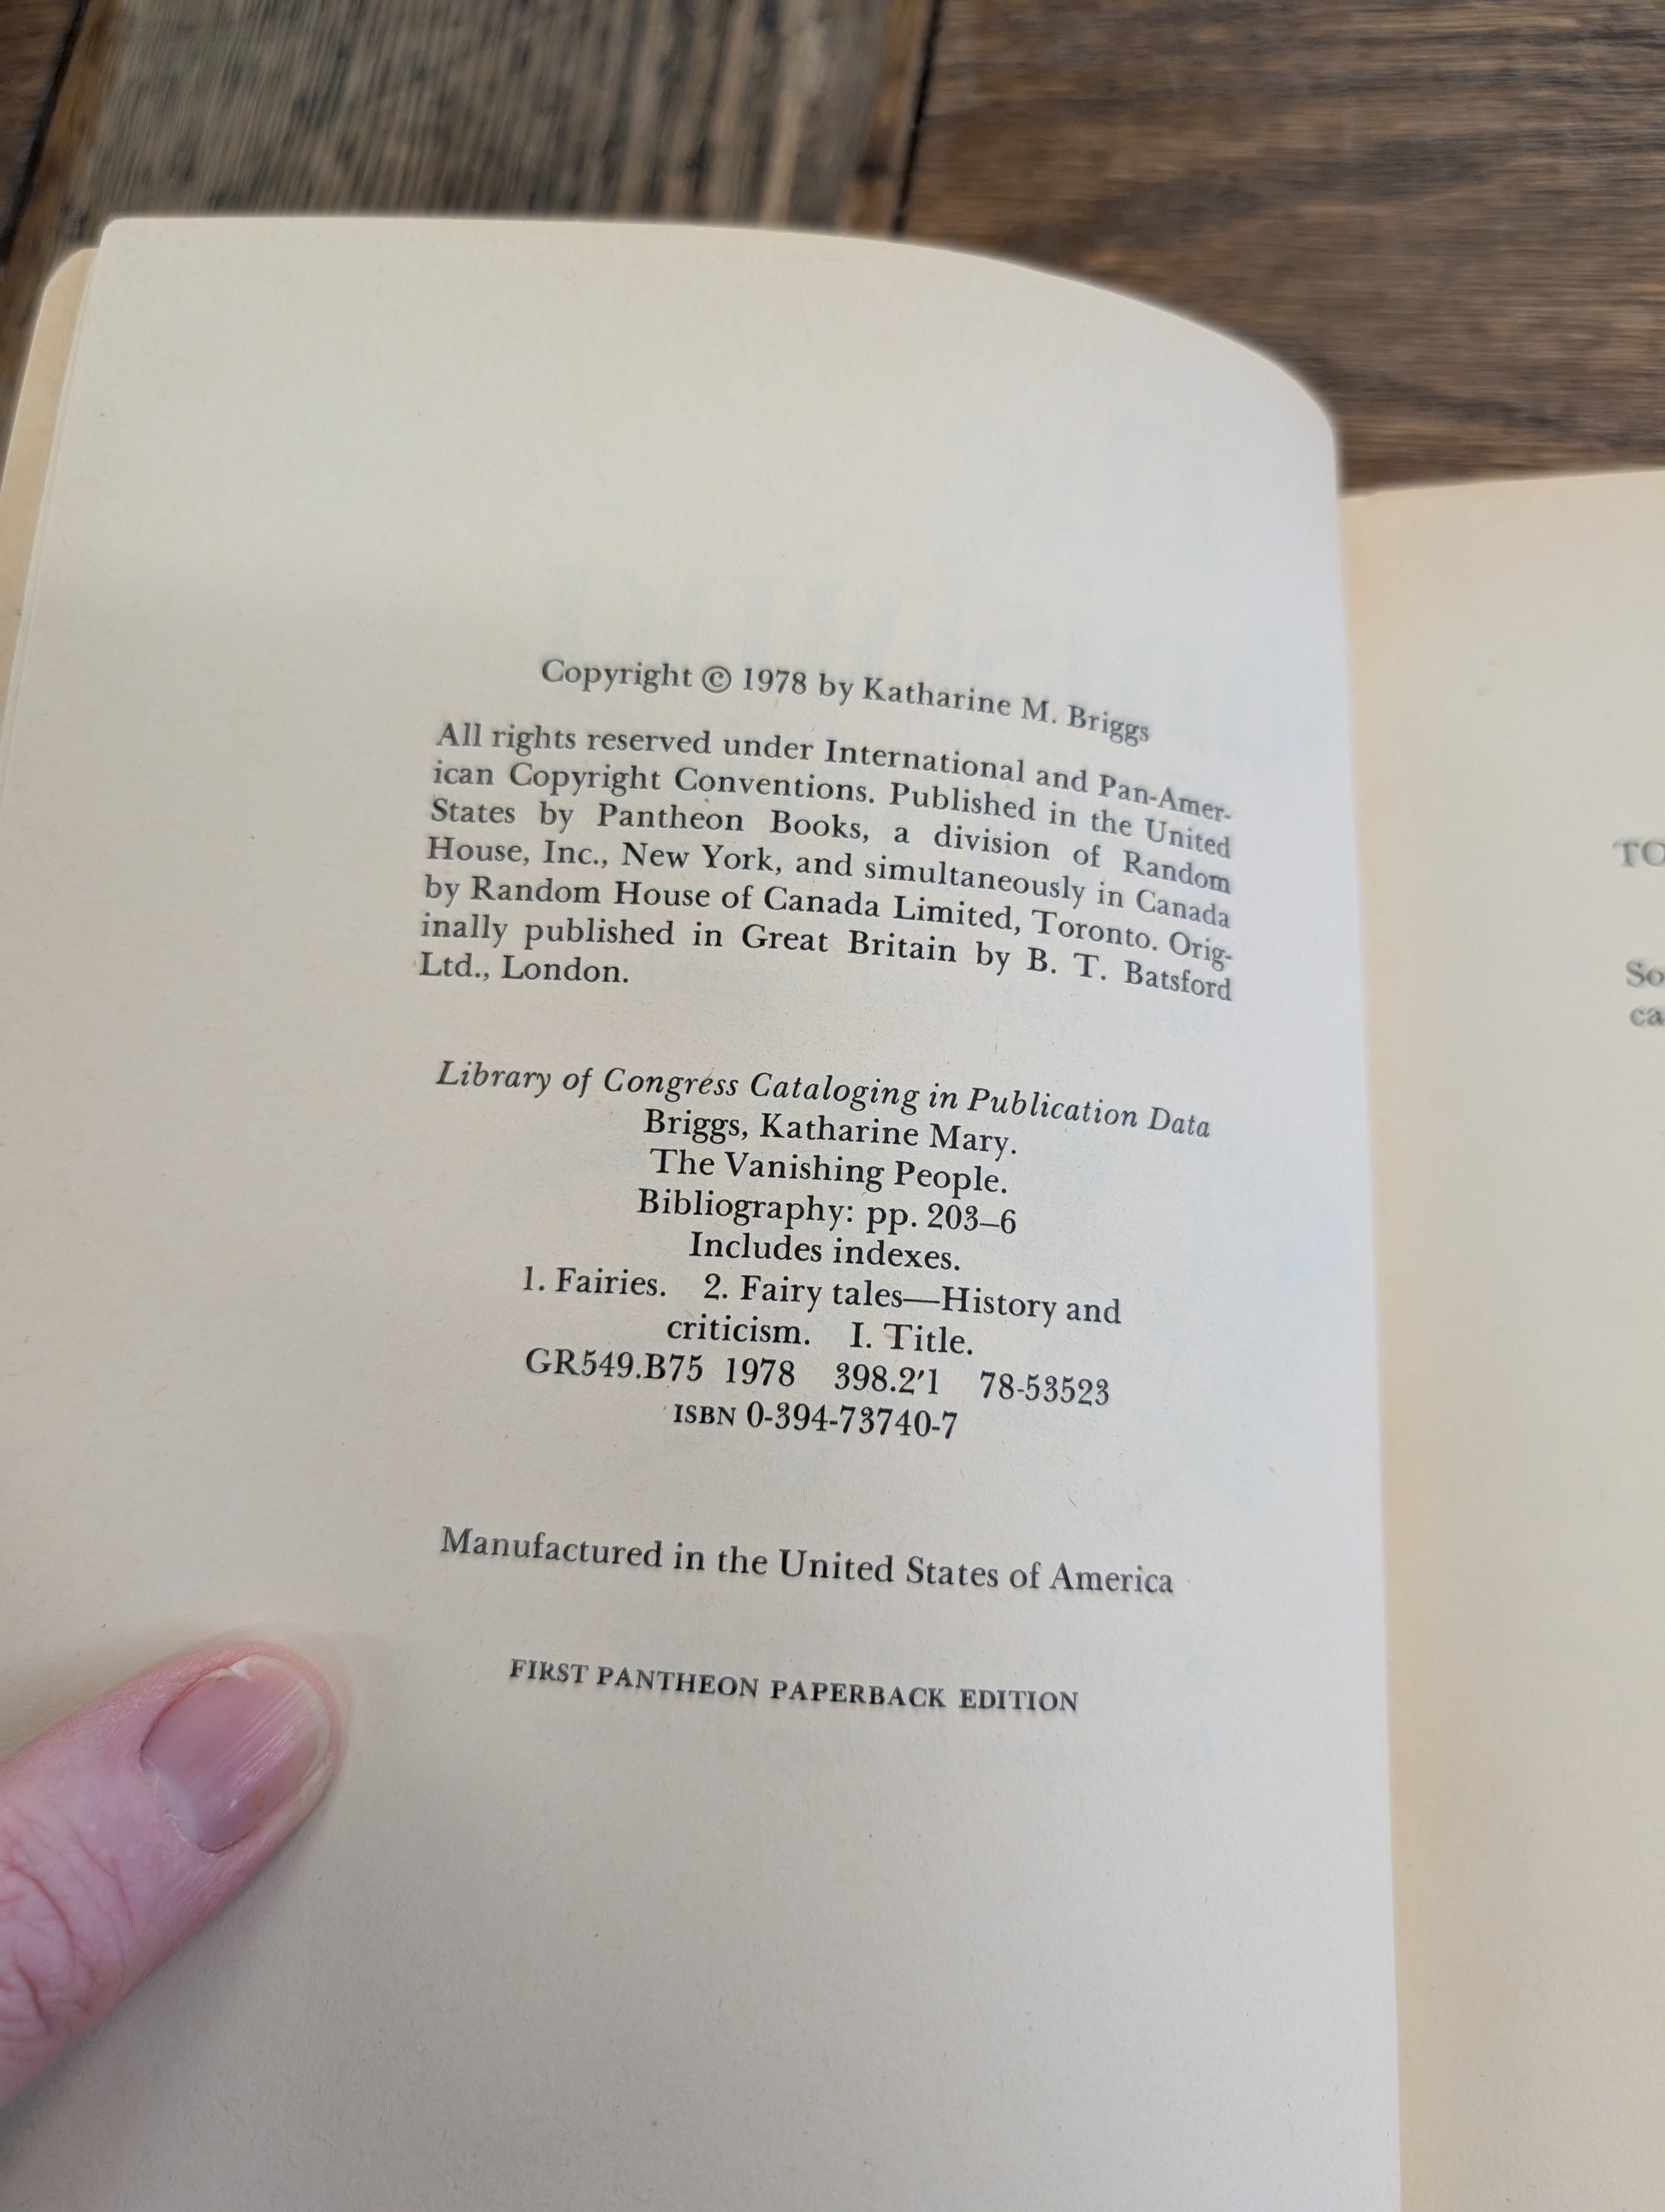 Copyright © 1978 by Katharine M. Briggs
All rights reserved under International and Pan-Amer-
ican Copyright Conventions. Published in the United
States by Pantheon Books, a division of Random
House, Inc., New York, and simultaneously in Canada
by Random House of Canada Limited, Toronto. Orig-
inally published in Great Britain by B. T. Batsford
Ltd., London.
Library of Congress Cataloging in Publication Data
Briggs, Katharine Mary.
The Vanishing People.
Bibliography: pp. 203–6
Includes indexes.
1. Fairies. 2. Fairy tales—History and
criticism. I. Title.
GR549.B75 1978 398.2′1 78-53523
ISBN 0-394-73740-7
Manufactured in the United States of America
FIRST PANTHEON PAPERBACK EDITION
TO
So
ca